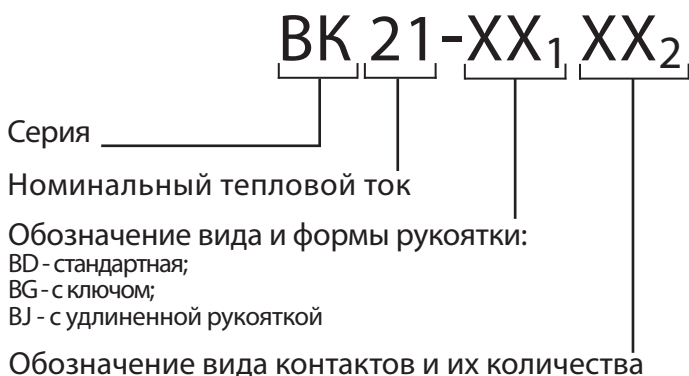 ВК 21-XX₁ XX₂
Серия
Номинальный тепловой ток
Обозначение вида и формы рукоятки:
BD - стандартная;
BG - с ключом;
BJ - с удлиненной рукояткой
Обозначение вида контактов и их количества